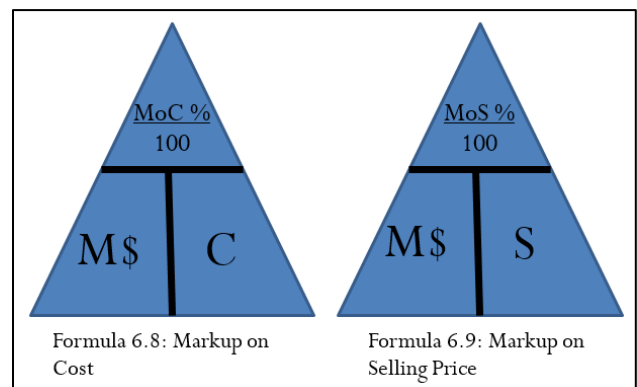 MoC %
100
M$
C
Formula 6.8: Markup on
Cost
MoS %
100
M$
S
Formula 6.9: Markup on
Selling Price